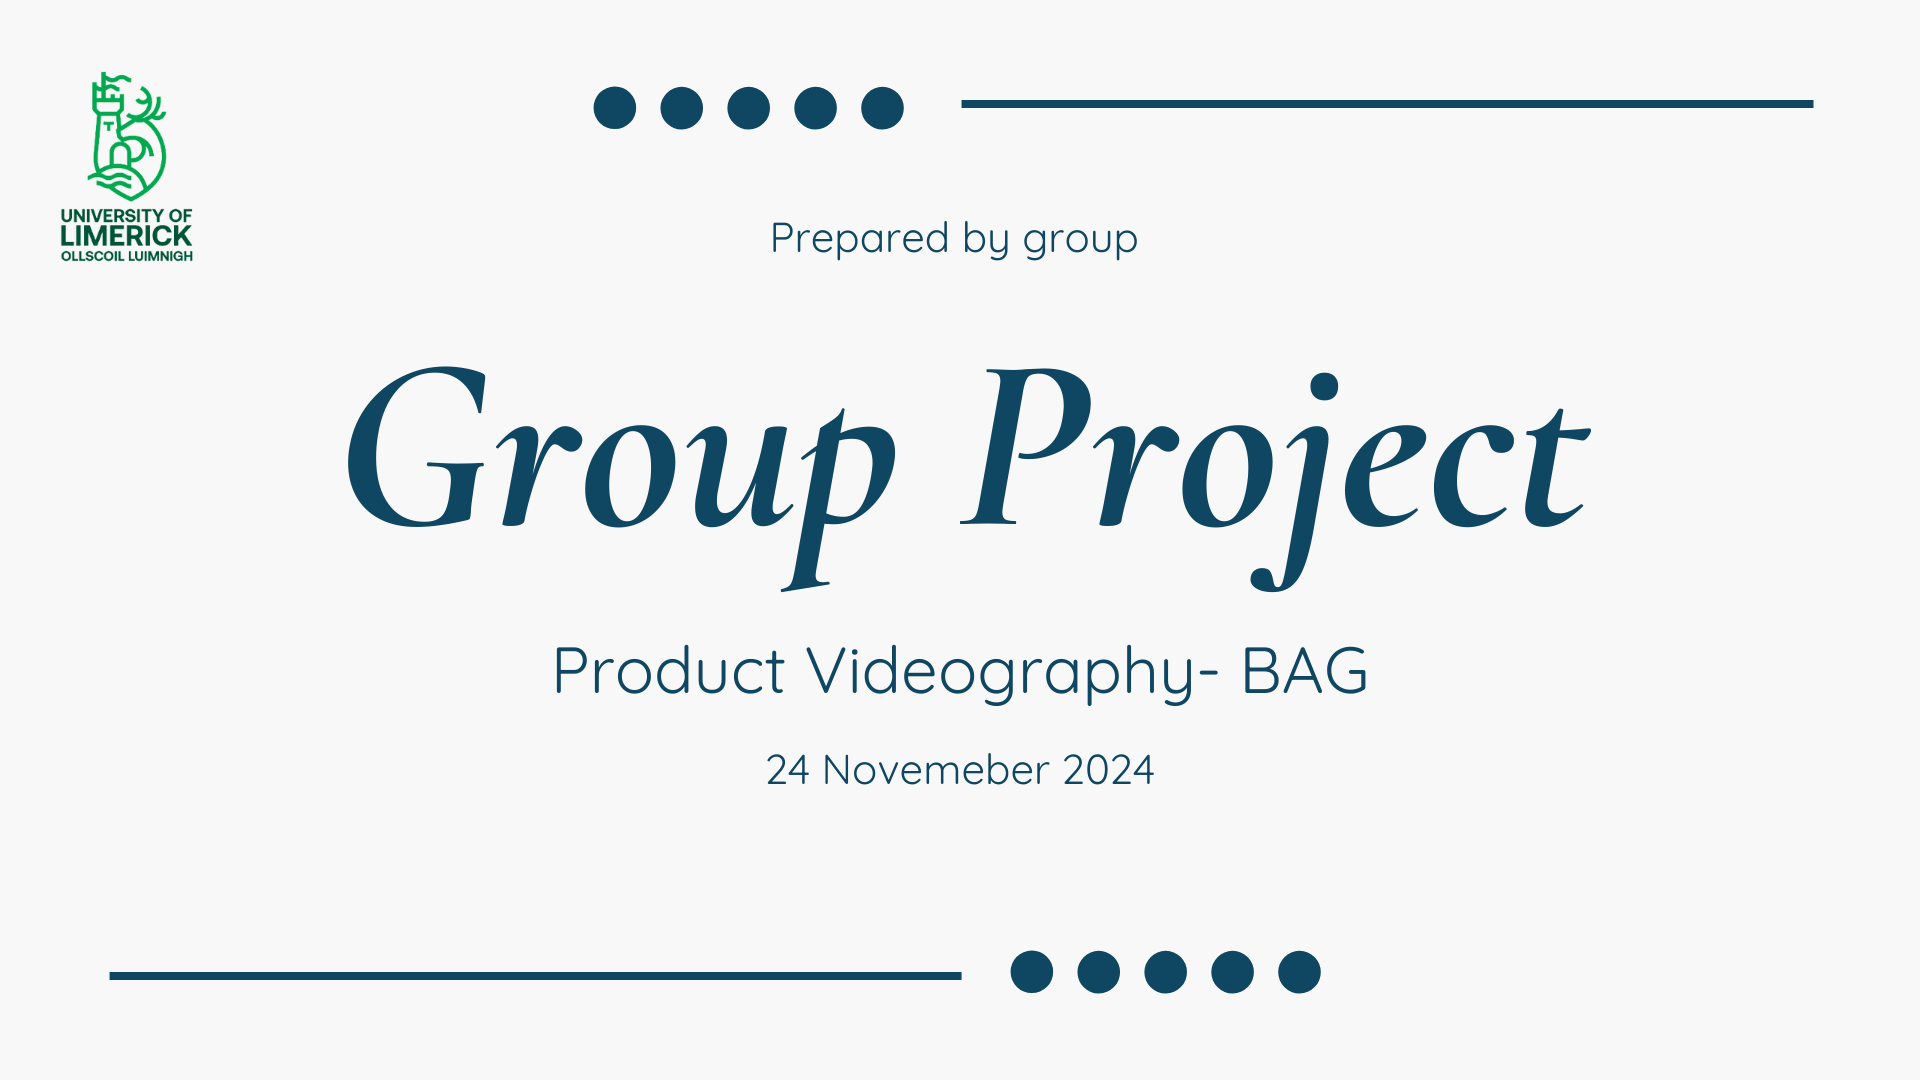 UNIVERSITY OF
LIMERICK
OLLSCOIL LUIMNIGH
Prepared by group
Group Project
Product Videography- BAG
24 Novemeber 2024